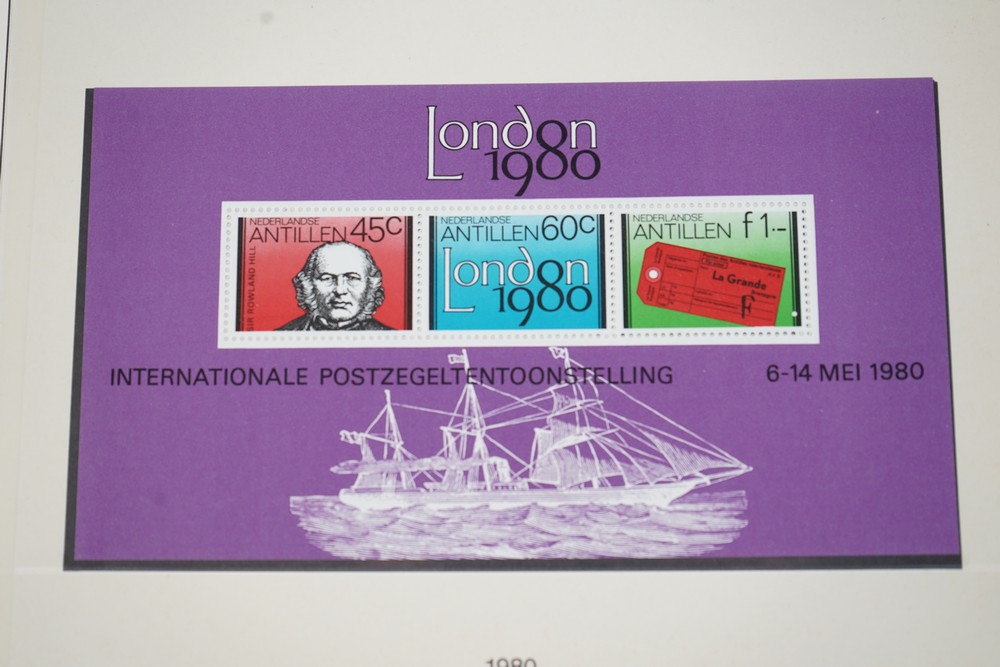 London
1980
NEDERLANDSE
ANTILLEN 45C
SIR ROWLAND HILL
NEDERLANDSE
ANTILLEN 60C
London
1980
NEDERLANDSE
ANTILLEN f 1.-
La Grande
F
INTERNATIONALE POSTZEGELTENTOONSTELLING 6-14 MEI 1980
1980